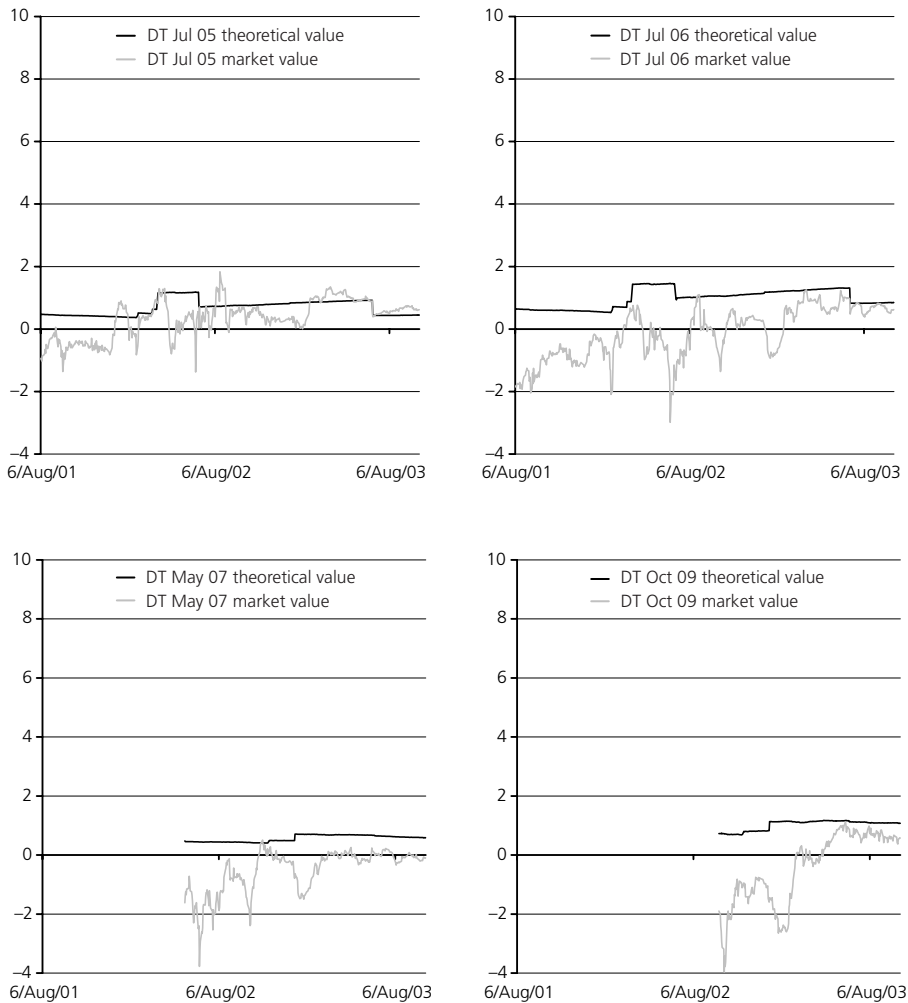 10
8
6
4
2
0
–2
–4
DT Jul 05 theoretical value
DT Jul 05 market value
6/Aug/01 6/Aug/02 6/Aug/03
10
8
6
4
2
0
–2
–4
DT Jul 06 theoretical value
DT Jul 06 market value
6/Aug/01 6/Aug/02 6/Aug/03
10
8
6
4
2
0
–2
–4
DT May 07 theoretical value
DT May 07 market value
6/Aug/01 6/Aug/02 6/Aug/03
10
8
6
4
2
0
–2
–4
DT Oct 09 theoretical value
DT Oct 09 market value
6/Aug/01 6/Aug/02 6/Aug/03